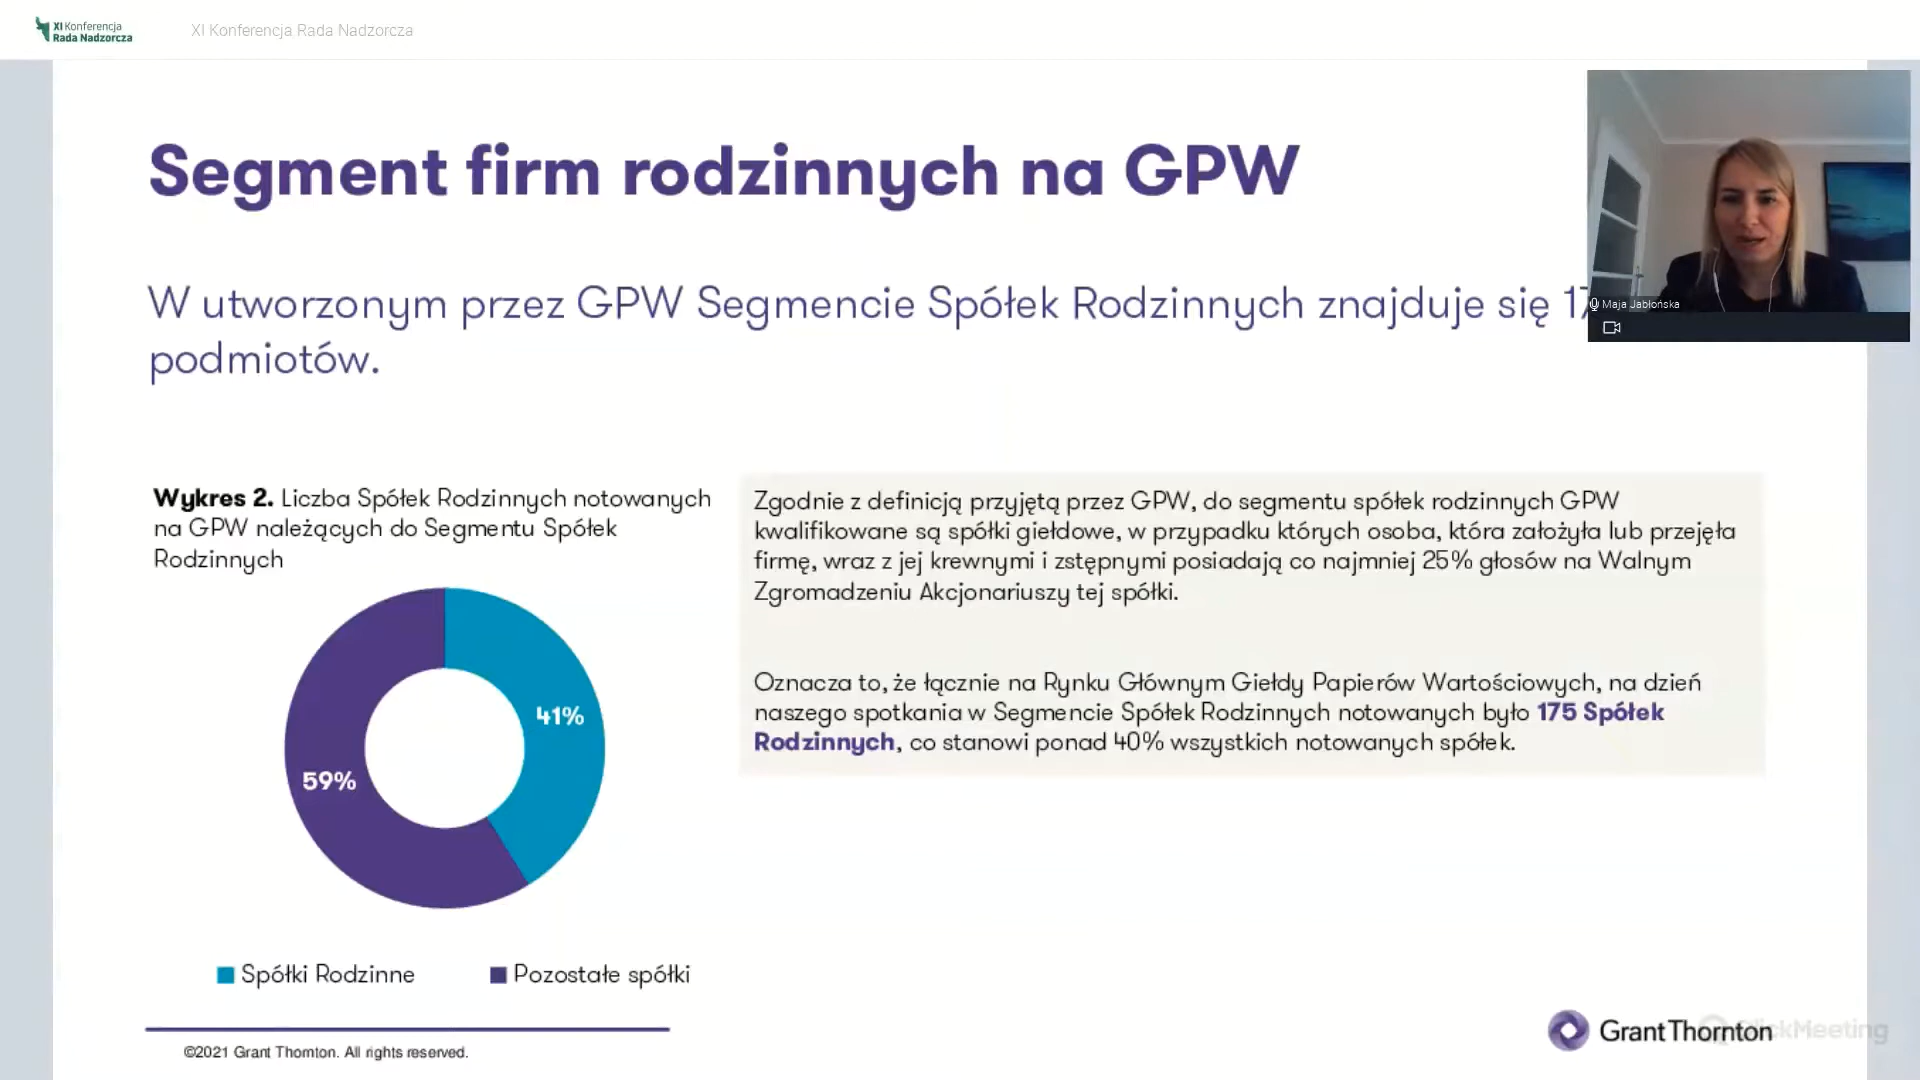 XI Konferencja
Rada Nadzorcza
XI Konferencja Rada Nadzorcza
Segment firm rodzinnych na GPW
W utworzonym przez GPW Segmencie Spółek Rodzinnych znajduje się
podmiotów.
Maja Jabłońska
Wykres 2. Liczba Spółek Rodzinnych notowanych
na GPW należących do Segmentu Spółek
Rodzinnych
41%
59%
Spółki Rodzinne
Pozostałe spółki
Zgodnie z definicją przyjętą przez GPW, do segmentu spółek rodzinnych GPW
kwalifikowane są spółki giełdowe, w przypadku których osoba, która założyła lub przejęła
firmę, wraz z jej krewnymi i zstępnymi posiadają co najmniej 25% głosów na Walnym
Zgromadzeniu Akcjonariuszy tej spółki.
Oznacza to, że łącznie na Rynku Głównym Giełdy Papierów Wartościowych, na dzień
naszego spotkania w Segmencie Spółek Rodzinnych notowanych było 175 Spółek
Rodzinnych, co stanowi ponad 40% wszystkich notowanych spółek.
©2021 Grant Thornton. All rights reserved.
Grant Thornton